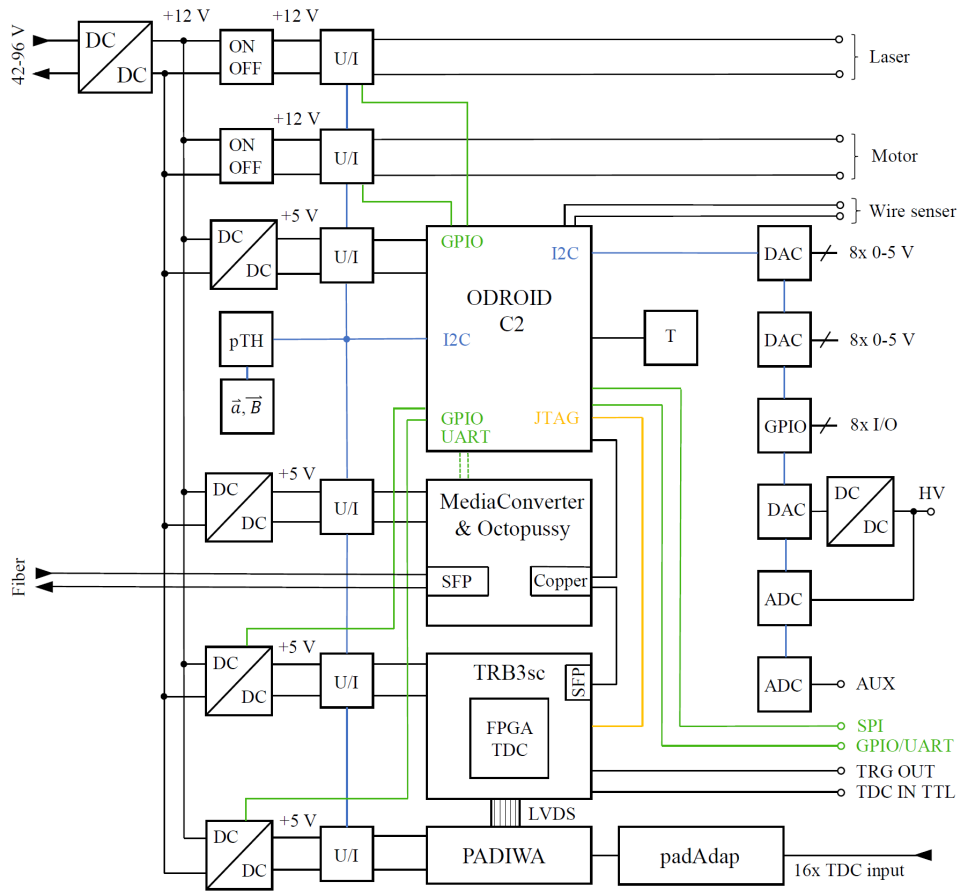 +12 V
+12 V
42-96 V
DC
DC
ON
OFF
U/I
Laser
+12 V
ON
OFF
U/I
Motor
Wire senser
+5 V
DC
DC
U/I
GPIO
I2C
ODROID
C2
DAC
8x 0-5 V
pTH
I2C
T
DAC
8x 0-5 V
a⃗, B⃗
GPIO
UART
JTAG
GPIO
8x I/O
+5 V
DC
DC
U/I
MediaConverter
& Octopussy
DAC
DC
DC
HV
Fiber
SFP
Copper
ADC
+5 V
DC
DC
U/I
TRB3sc
SFP
ADC
AUX
FPGA
TDC
SPI
GPIO/UART
TRG OUT
TDC IN TTL
LVDS
+5 V
DC
DC
U/I
PADIWA
padAdap
16x TDC input